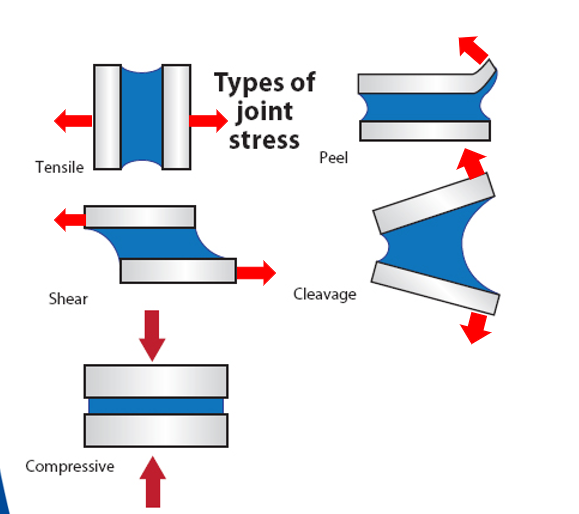 Types of
joint
stress
Tensile
Peel
Shear
Cleavage
Compressive